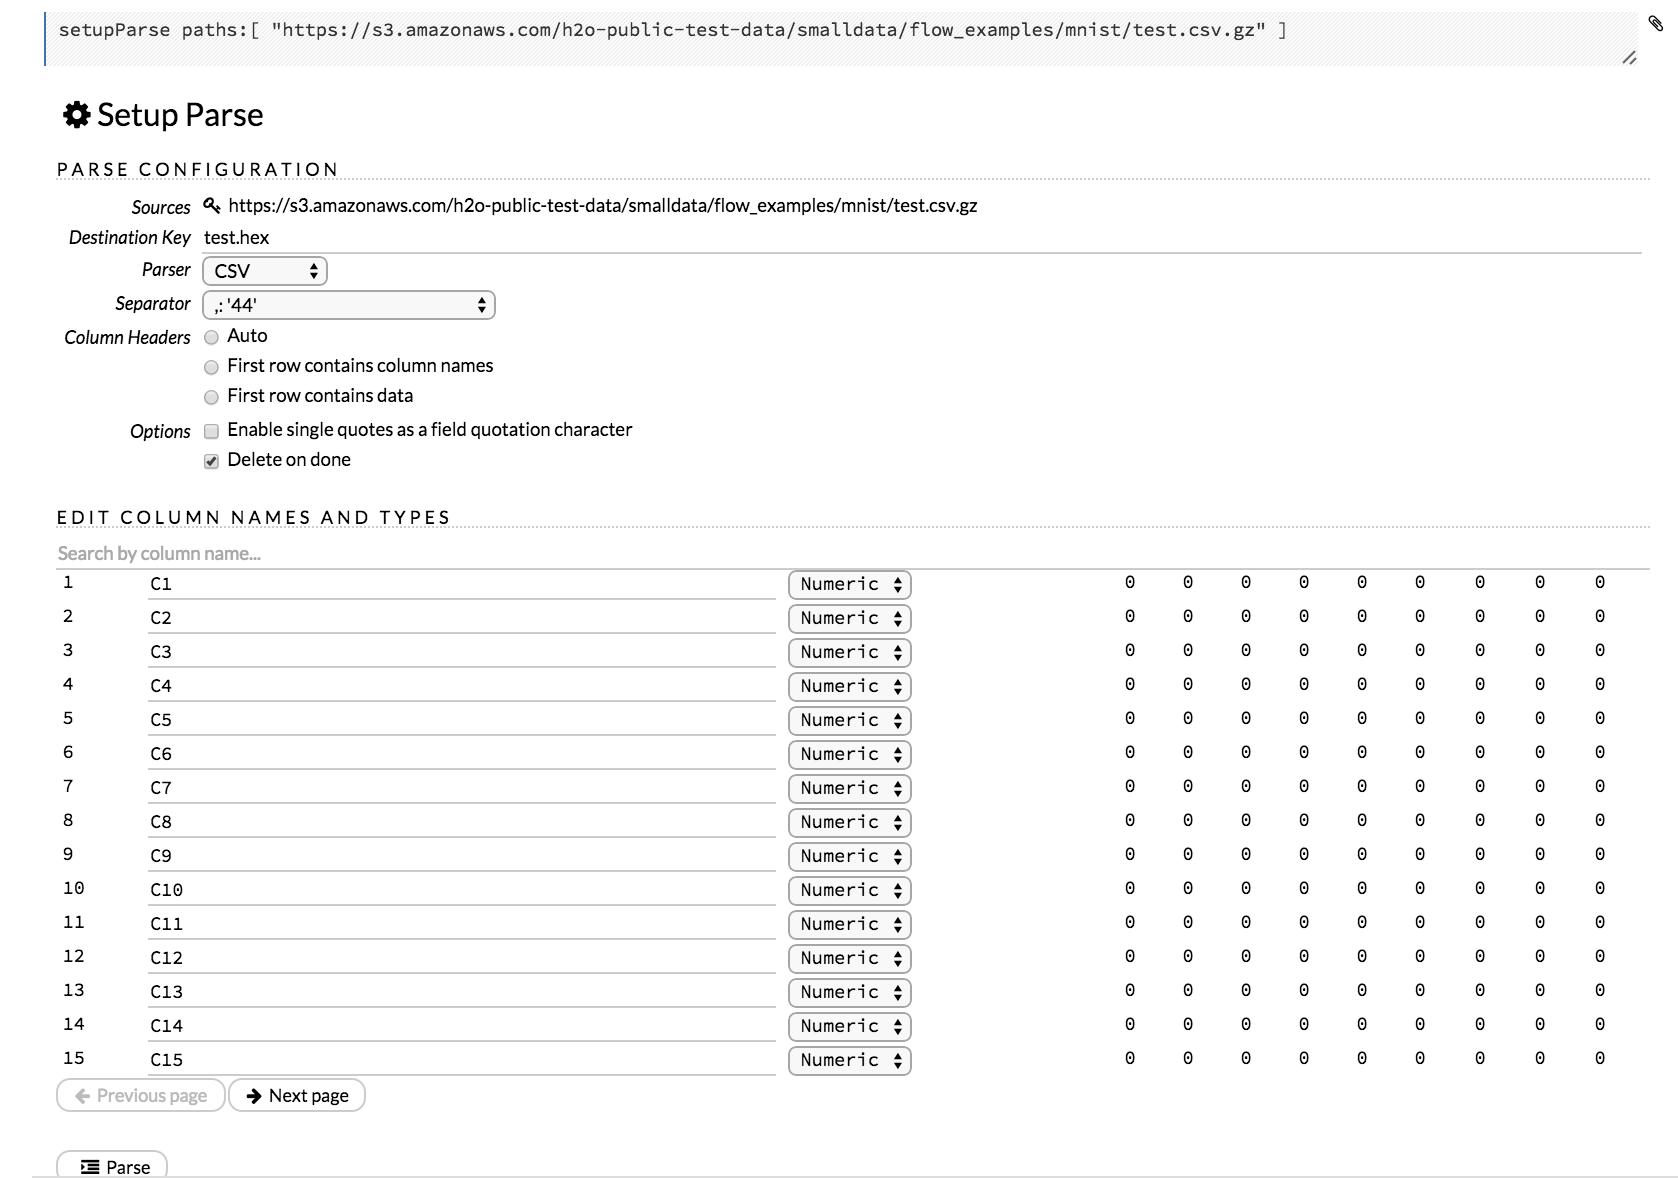 setupParse paths:[ "https://s3.amazonaws.com/h2o-public-test-data/smalldata/flow_examples/mnist/test.csv.gz" ]
Setup Parse
PARSE CONFIGURATION
Sources https://s3.amazonaws.com/h2o-public-test-data/smalldata/flow_examples/mnist/test.csv.gz
Destination Key test.hex
Parser CSV
Separator ,: '44'
Column Headers Auto
First row contains column names
First row contains data
Options Enable single quotes as a field quotation character
Delete on done
EDIT COLUMN NAMES AND TYPES
Search by column name...
1 C1 Numeric 0 0 0 0 0 0 0 0 0
2 C2 Numeric 0 0 0 0 0 0 0 0 0
3 C3 Numeric 0 0 0 0 0 0 0 0 0
4 C4 Numeric 0 0 0 0 0 0 0 0 0
5 C5 Numeric 0 0 0 0 0 0 0 0 0
6 C6 Numeric 0 0 0 0 0 0 0 0 0
7 C7 Numeric 0 0 0 0 0 0 0 0 0
8 C8 Numeric 0 0 0 0 0 0 0 0 0
9 C9 Numeric 0 0 0 0 0 0 0 0 0
10 C10 Numeric 0 0 0 0 0 0 0 0 0
11 C11 Numeric 0 0 0 0 0 0 0 0 0
12 C12 Numeric 0 0 0 0 0 0 0 0 0
13 C13 Numeric 0 0 0 0 0 0 0 0 0
14 C14 Numeric 0 0 0 0 0 0 0 0 0
15 C15 Numeric 0 0 0 0 0 0 0 0 0
Previous page Next page
Parse